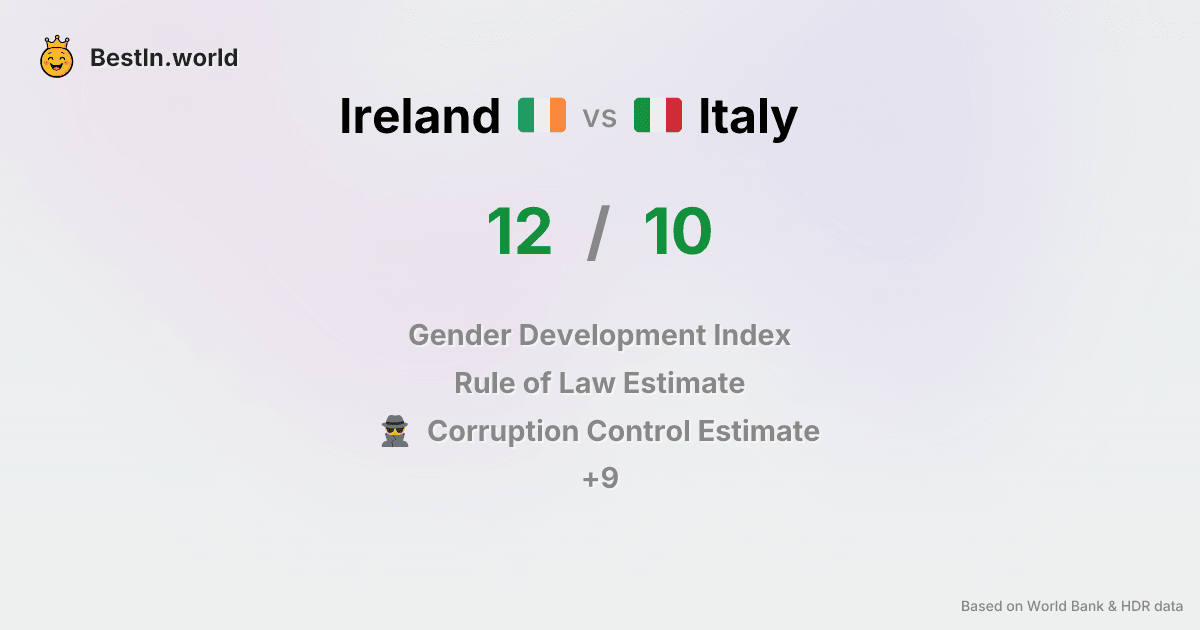 BestIn.world
Ireland vs Italy
12 / 10
Gender Development Index
Rule of Law Estimate
Corruption Control Estimate
+9
Based on World Bank & HDR data